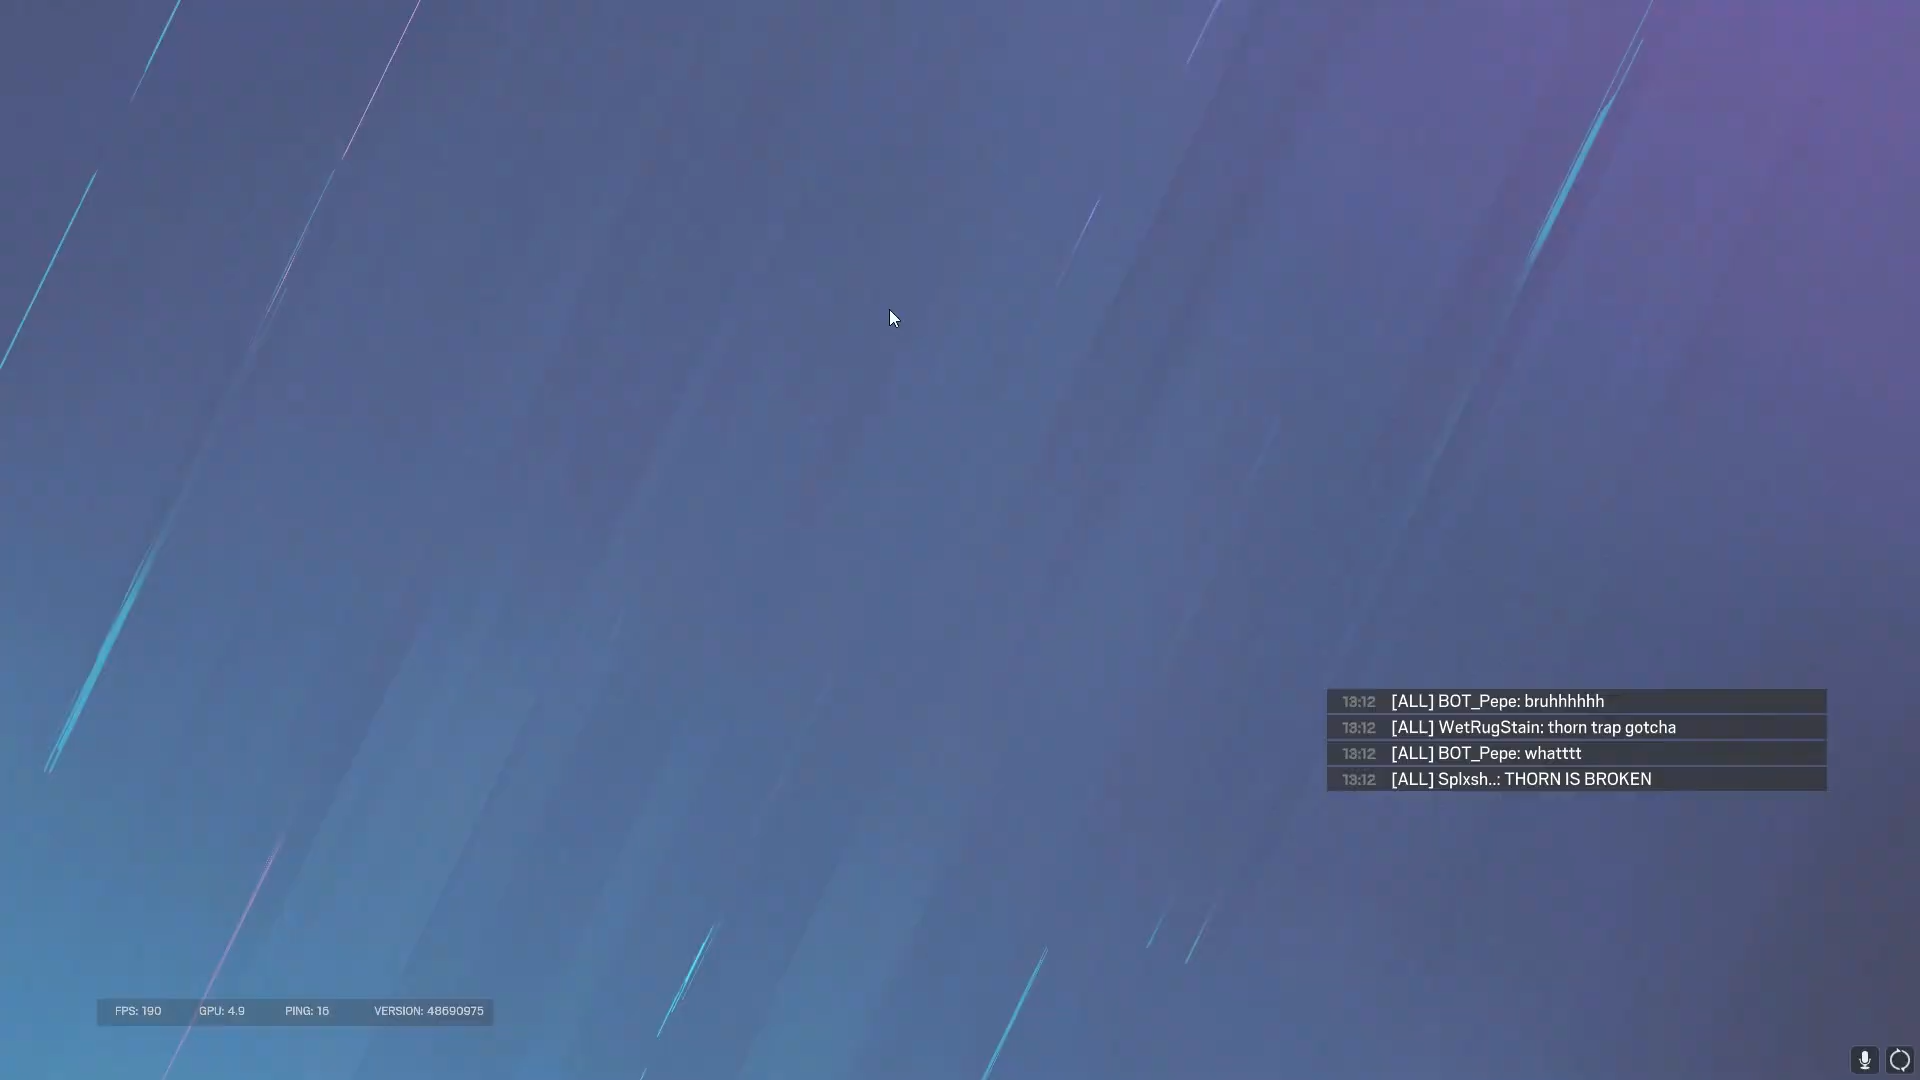 13:12 [ALL] BOT_Pepe: bruhhhhhh
13:12 [ALL] WetRugStain: thorn trap gotcha
13:12 [ALL] BOT_Pepe: whatttt
13:12 [ALL] Splxsh..: THORN IS BROKEN
FPS: 190 GPU: 4.9 PING: 16 VERSION: 48690975